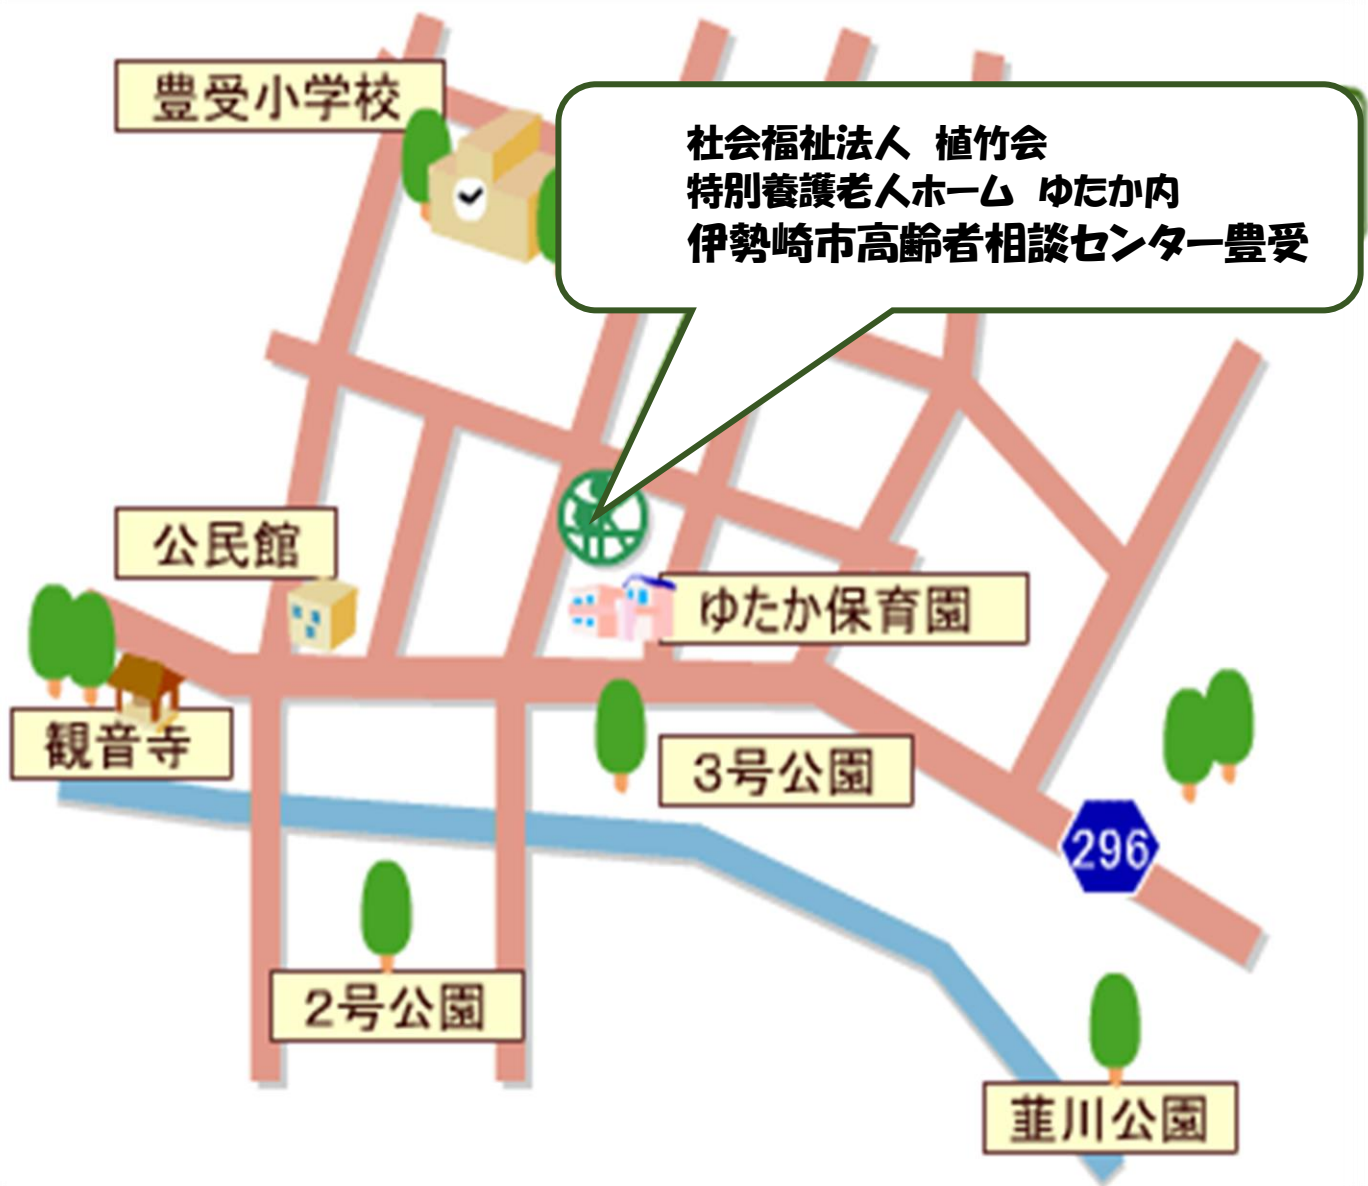 豊受小学校
社会福祉法人 植竹会
特別養護老人ホーム ゆたか内
伊勢崎市高齢者相談センター豊受
公民館
ゆたか保育園
観音寺
3号公園
296
2号公園
韮川公園